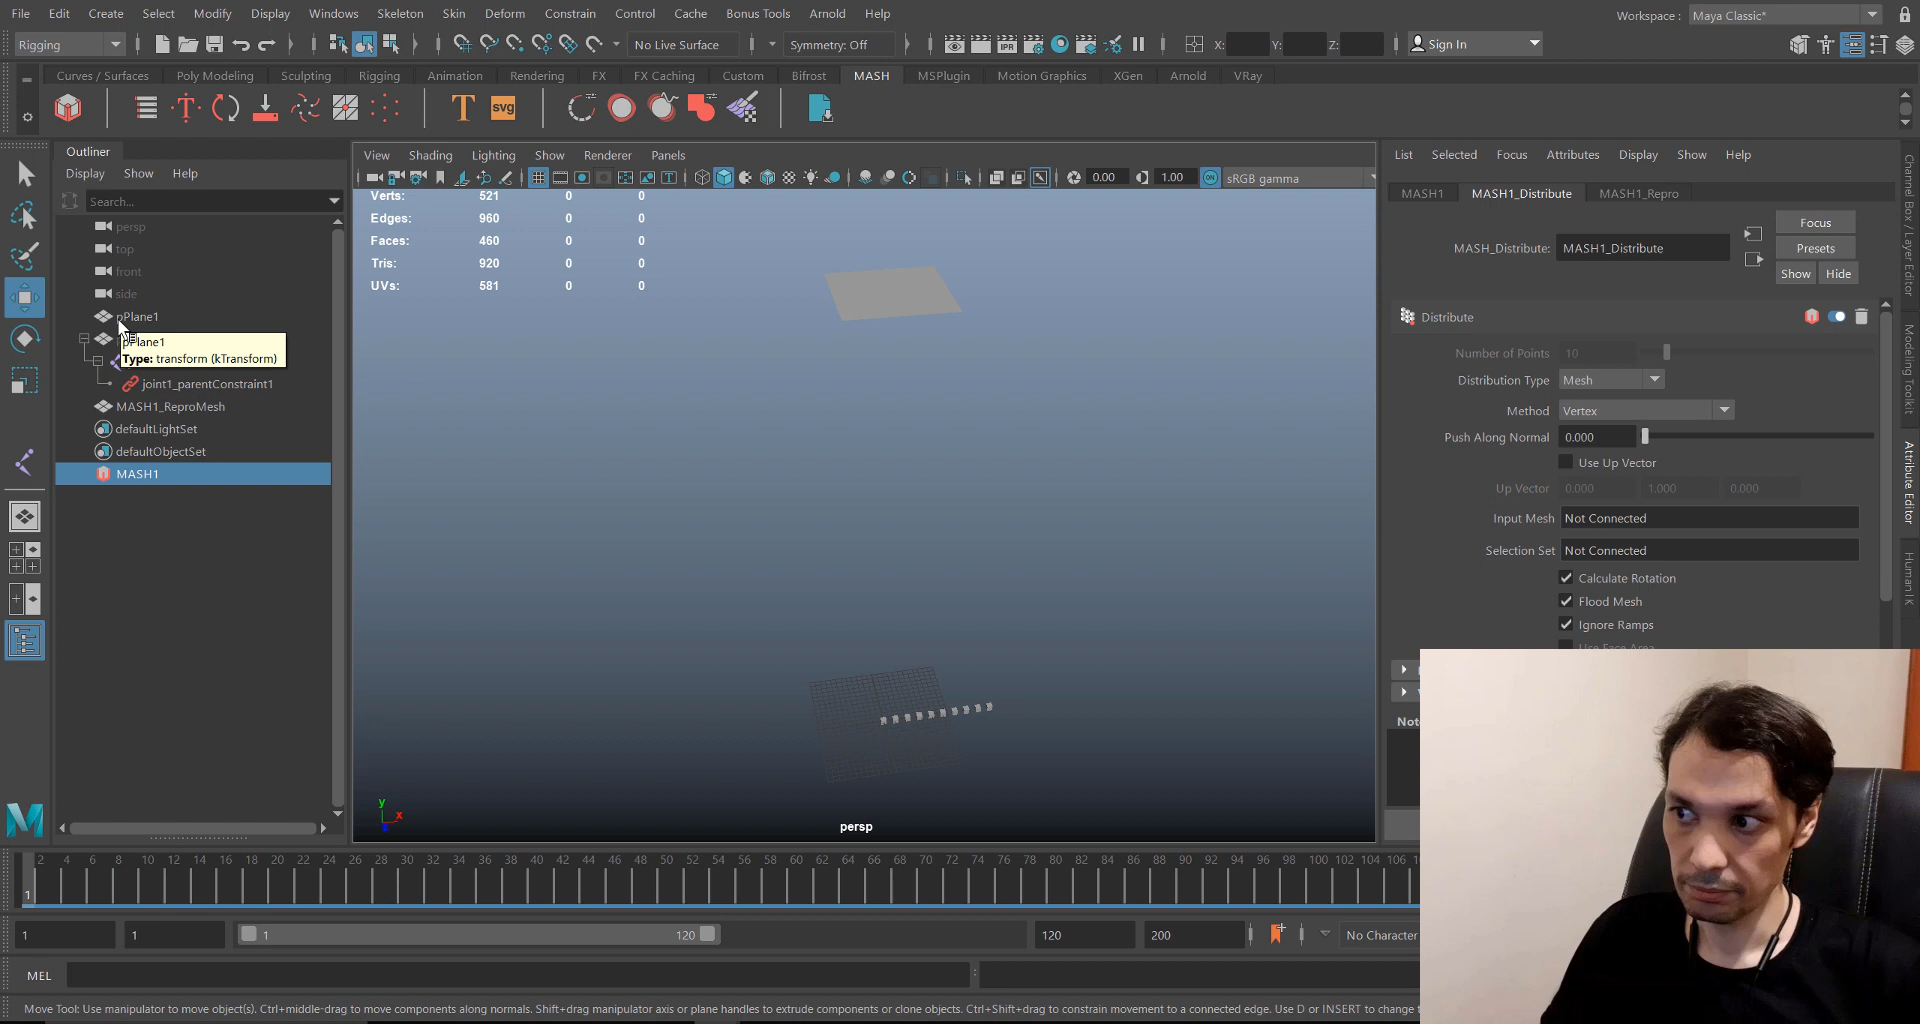 File Edit Create Select Modify Display Windows Skeleton Skin Deform Constrain Control Cache Bonus Tools Arnold Help Workspace : Maya Classic*
Rigging No Live Surface Symmetry: Off IPR X: Y: Z: Sign In
Curves / Surfaces Poly Modeling Sculpting Rigging Animation Rendering FX FX Caching Custom Bifrost MASH MSPlugin Motion Graphics XGen Arnold VRay
T T svg
Outliner
Display Show Help
Search...
persp
top
front
side
pPlane1
pPlane1
Type: transform (kTransform)
joint1_parentConstraint1
MASH1_ReproMesh
defaultLightSet
defaultObjectSet
MASH1
View Shading Lighting Show Renderer Panels
0.00 1.00 ON sRGB gamma
Verts: 521 0 0
Edges: 960 0 0
Faces: 460 0 0
Tris: 920 0 0
UVs: 581 0 0
y
x
persp
List Selected Focus Attributes Display Show Help
MASH1 MASH1_Distribute MASH1_Repro
Focus
MASH_Distribute: MASH1_Distribute Presets
Show Hide
Distribute
Number of Points 10
Distribution Type Mesh
Method Vertex
Push Along Normal 0.000
Use Up Vector
Up Vector 0.000 1.000 0.000
Input Mesh Not Connected
Selection Set Not Connected
Calculate Rotation
Flood Mesh
Ignore Ramps
Channel Box / Layer Editor
Modeling Toolkit
Attribute Editor
Human IK
2 4 6 8 10 12 14 16 18 20 22 24 26 28 30 32 34 36 38 40 42 44 46 48 50 52 54 56 58 60 62 64 66 68 70 72 74 76 78 80 82 84 86 88 90 92 94 96 98 100 102 104 106
1
1 1 1 120 120 200 No Character
MEL
Move Tool: Use manipulator to move object(s). Ctrl+middle-drag to move components along normals. Shift+drag manipulator axis or plane handles to extrude components or clone objects. Ctrl+Shift+drag to constrain movement to a connected edge. Use D or INSERT to change